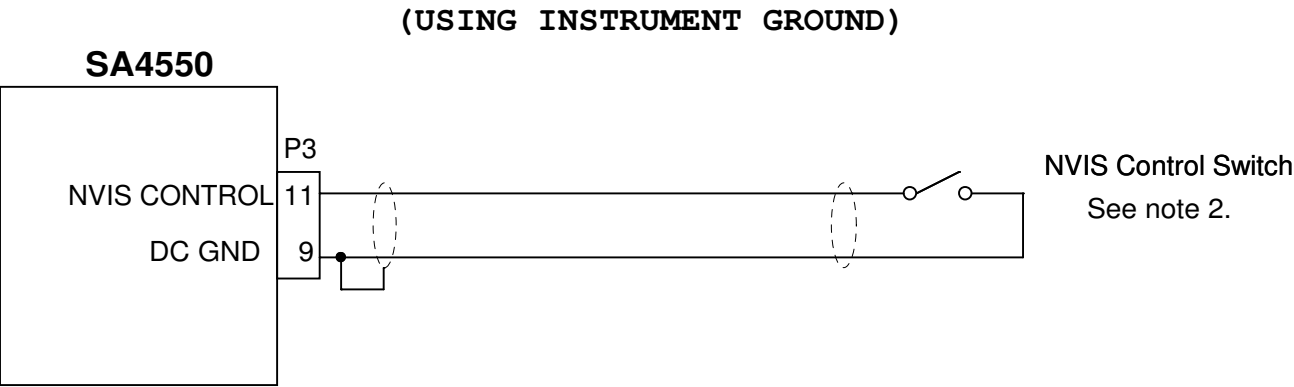 (USING INSTRUMENT GROUND)
SA4550
P3
NVIS CONTROL 11
DC GND 9
NVIS Control Switch
See note 2.